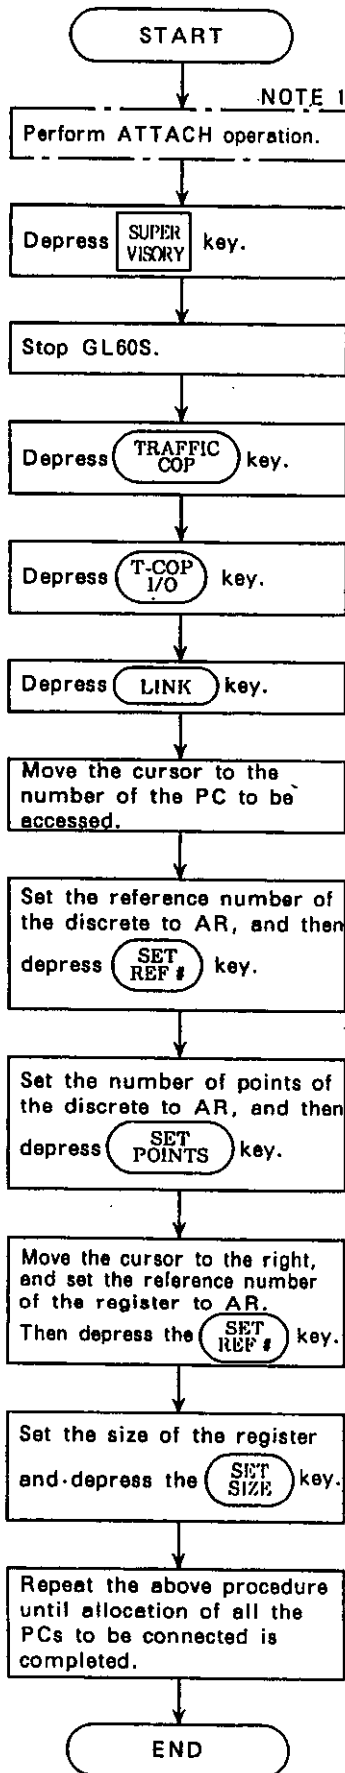 START
NOTE 1
Perform ATTACH operation.
Depress SUPER VISORY key.
Stop GL60S.
Depress TRAFFIC COP key.
Depress T-COP I/O key.
Depress LINK key.
Move the cursor to the
number of the PC to be
accessed.
Set the reference number of
the discrete to AR, and then
depress SET REF # key.
Set the number of points of
the discrete to AR, and then
depress SET POINTS key.
Move the cursor to the right,
and set the reference number
of the register to AR.
Then depress the SET REF # key.
Set the size of the register
and depress the SET SIZE key.
Repeat the above procedure
until allocation of all the
PCs to be connected is
completed.
END